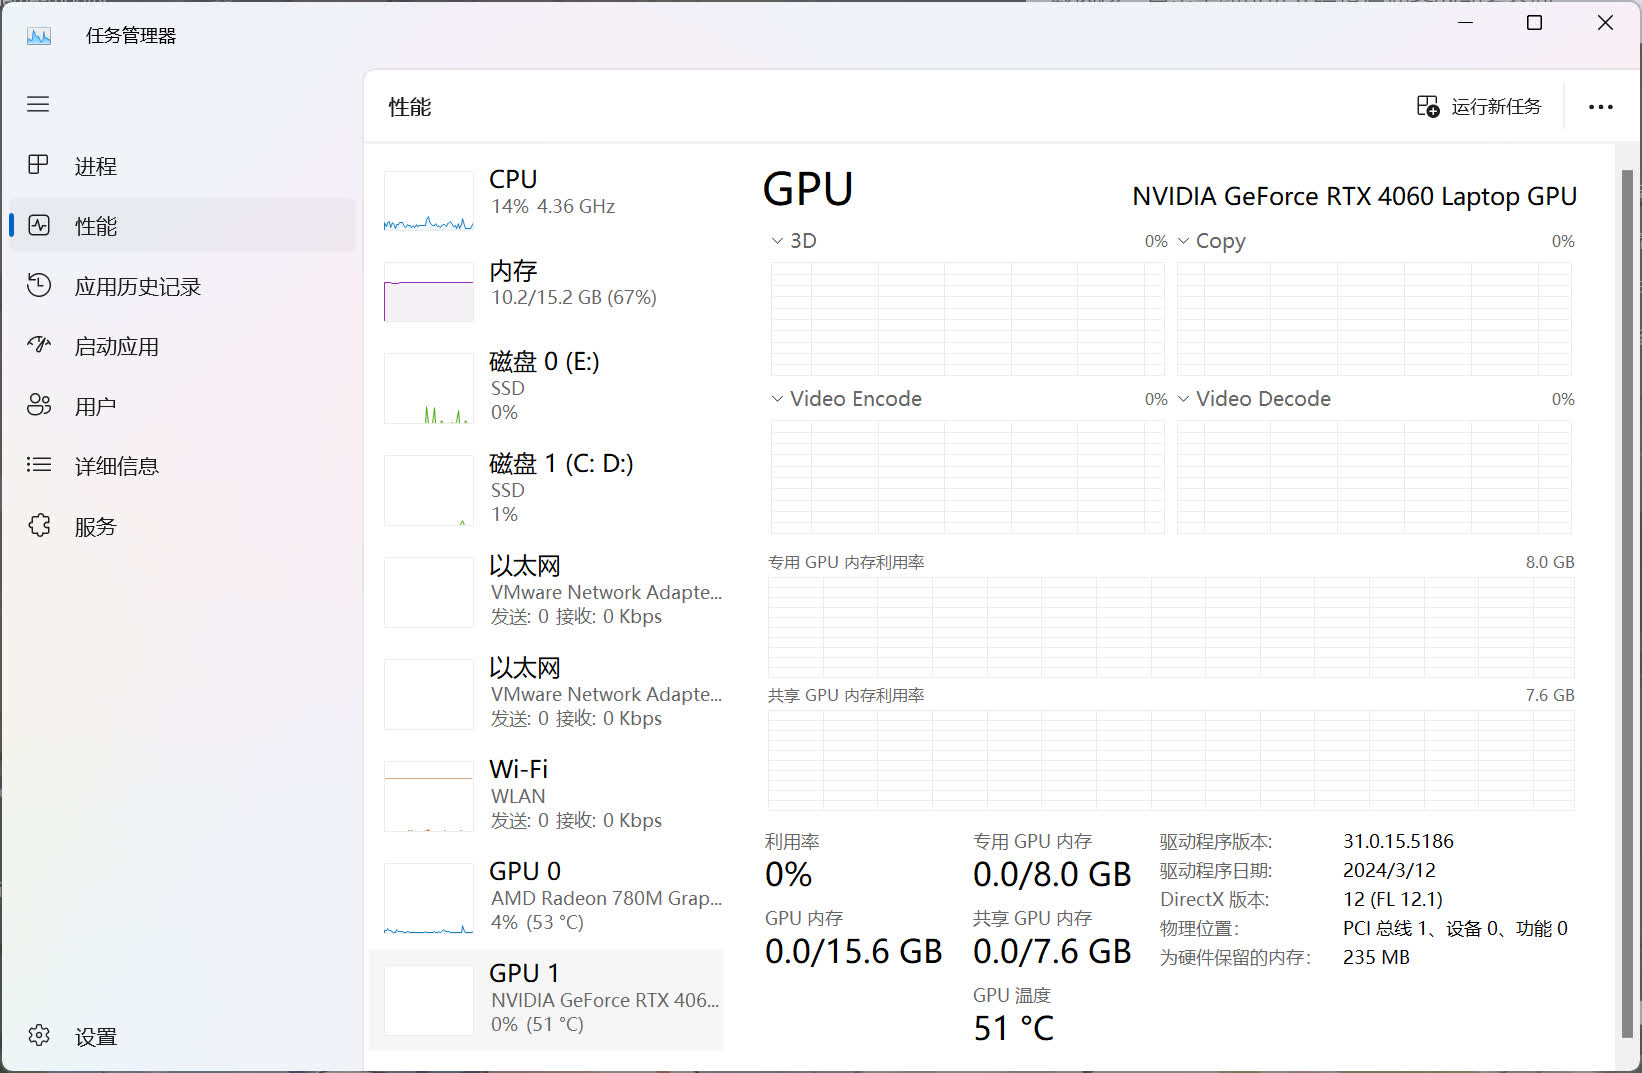 任务管理器
性能
运行新任务
进程
性能
应用历史记录
启动应用
用户
详细信息
服务
设置
CPU
14% 4.36 GHz
内存
10.2/15.2 GB (67%)
磁盘 0 (E:)
SSD
0%
磁盘 1 (C: D:)
SSD
1%
以太网
VMware Network Adapte...
发送: 0 接收: 0 Kbps
以太网
VMware Network Adapte...
发送: 0 接收: 0 Kbps
Wi-Fi
WLAN
发送: 0 接收: 0 Kbps
GPU 0
AMD Radeon 780M Grap...
4% (53 °C)
GPU 1
NVIDIA GeForce RTX 406...
0% (51 °C)
GPU
NVIDIA GeForce RTX 4060 Laptop GPU
3D 0%
Copy 0%
Video Encode 0%
Video Decode 0%
专用 GPU 内存利用率 8.0 GB
共享 GPU 内存利用率 7.6 GB
利用率
0%
专用 GPU 内存
0.0/8.0 GB
GPU 内存
0.0/15.6 GB
共享 GPU 内存
0.0/7.6 GB
GPU 温度
51 °C
驱动程序版本: 31.0.15.5186
驱动程序日期: 2024/3/12
DirectX 版本: 12 (FL 12.1)
物理位置: PCI 总线 1、设备 0、功能 0
为硬件保留的内存: 235 MB